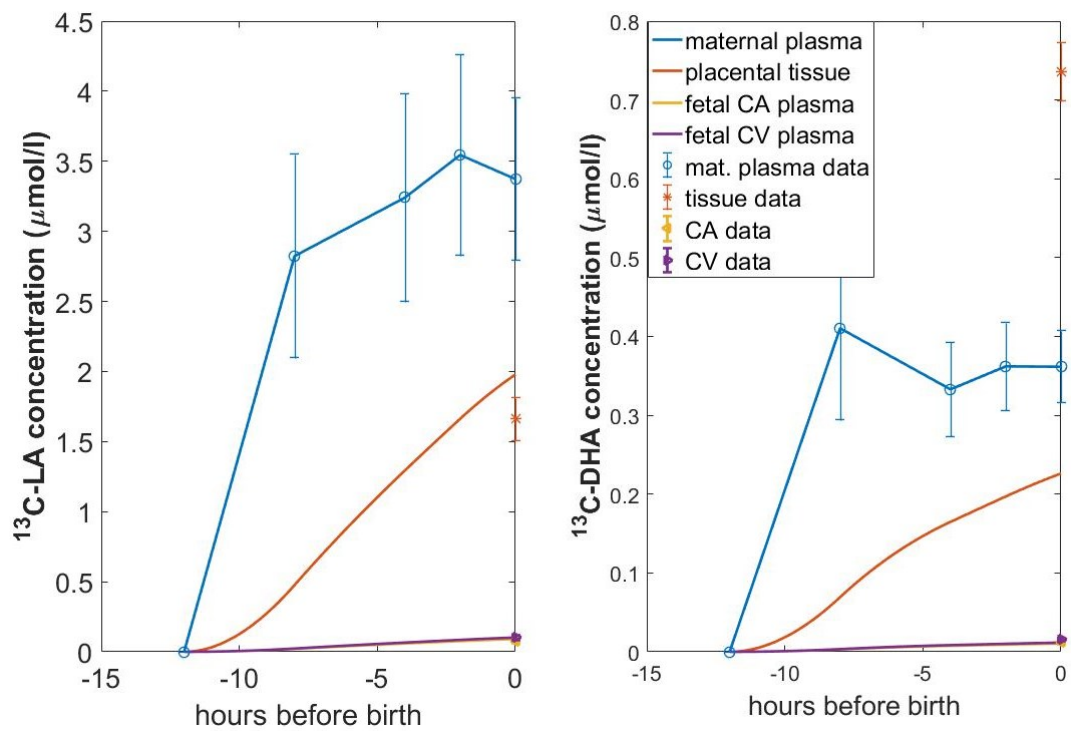 4.5
4
3.5
3
2.5
2
1.5
1
0.5
0
-15
-10
-5
0
hours before birth
¹³C-LA concentration (μmol/l)
0.8
0.7
0.6
0.5
0.4
0.3
0.2
0.1
0
-15
-10
-5
0
hours before birth
¹³C-DHA concentration (μmol/l)
maternal plasma
placental tissue
fetal CA plasma
fetal CV plasma
mat. plasma data
tissue data
CA data
CV data